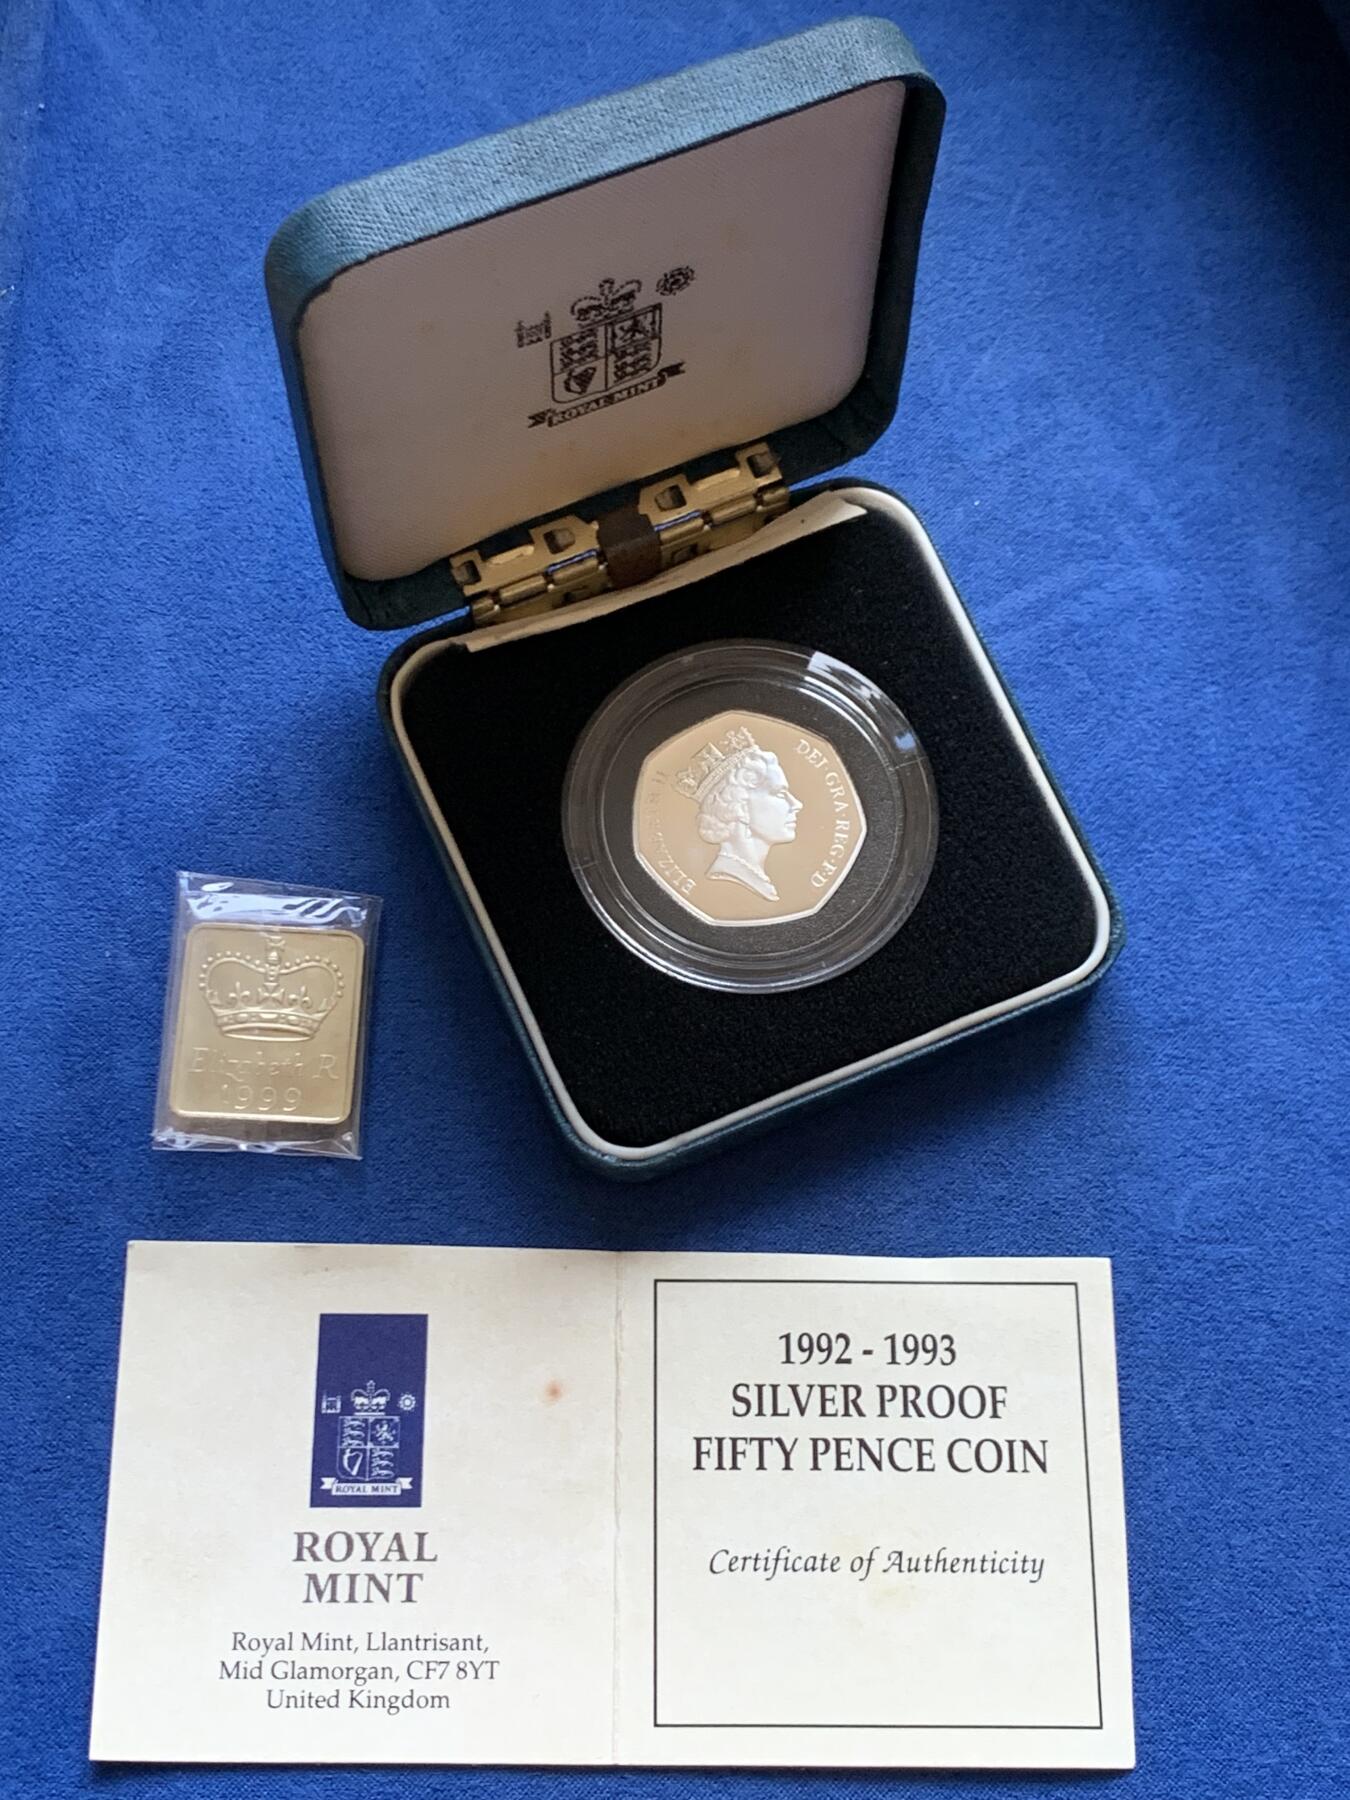 ROYAL MINT
ELIZABETH II
DEI·GRA·REG·F·D
Elizabeth R
1999
ROYAL MINT
ROYAL
MINT
Royal Mint, Llantrisant,
Mid Glamorgan, CF7 8YT
United Kingdom
1992 - 1993
SILVER PROOF
FIFTY PENCE COIN
Certificate of Authenticity